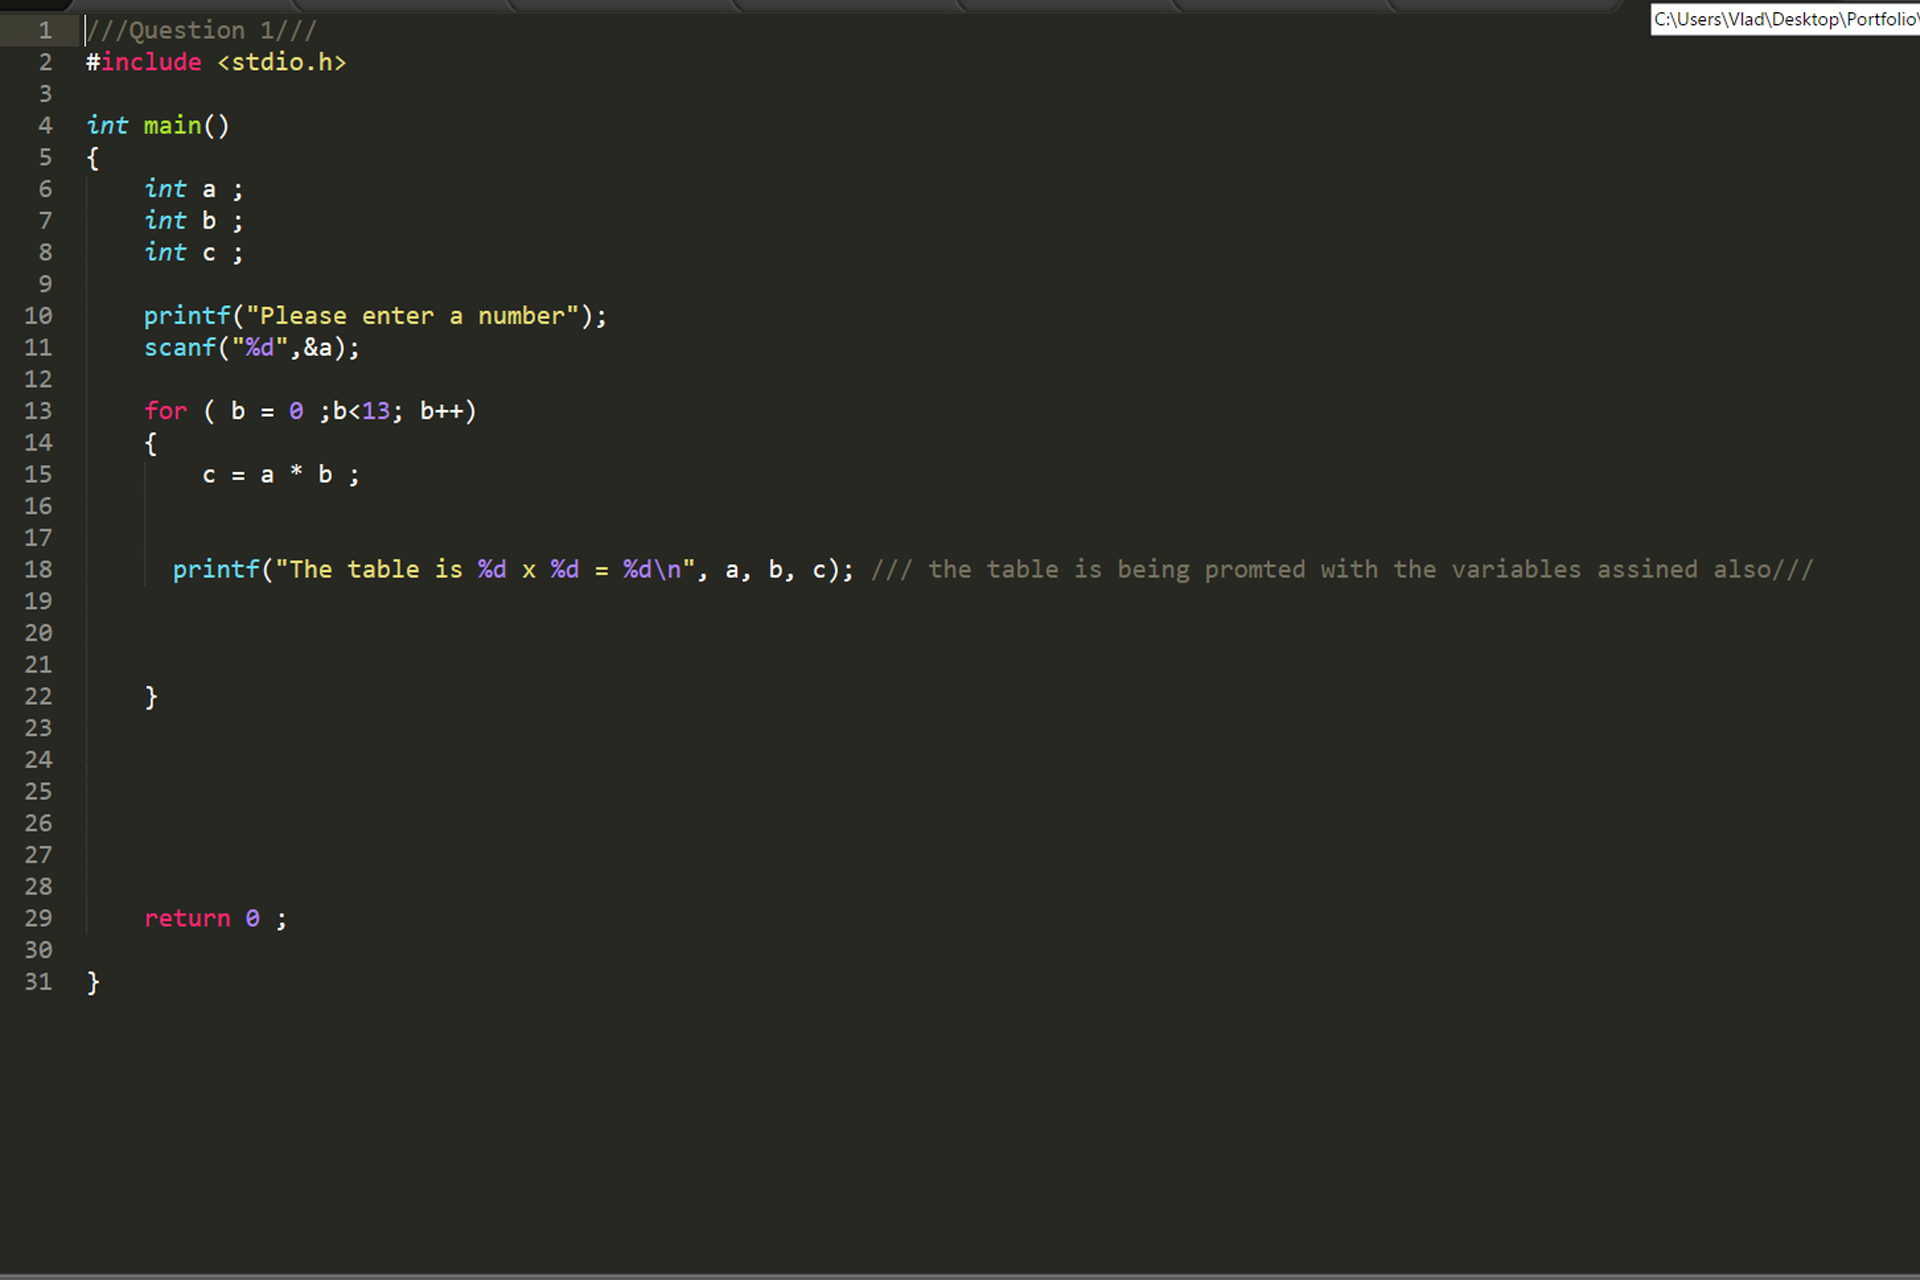 C:\Users\Vlad\Desktop\Portfolio\
1 ///Question 1///
2 #include <stdio.h>
3
4 int main()
5 {
6 int a ;
7 int b ;
8 int c ;
9
10 printf("Please enter a number");
11 scanf("%d",&a);
12
13 for ( b = 0 ;b<13; b++)
14 {
15 c = a * b ;
16
17
18 printf("The table is %d x %d = %d\n", a, b, c); /// the table is being promted with the variables assined also///
19
20
21
22 }
23
24
25
26
27
28
29 return 0 ;
30
31 }